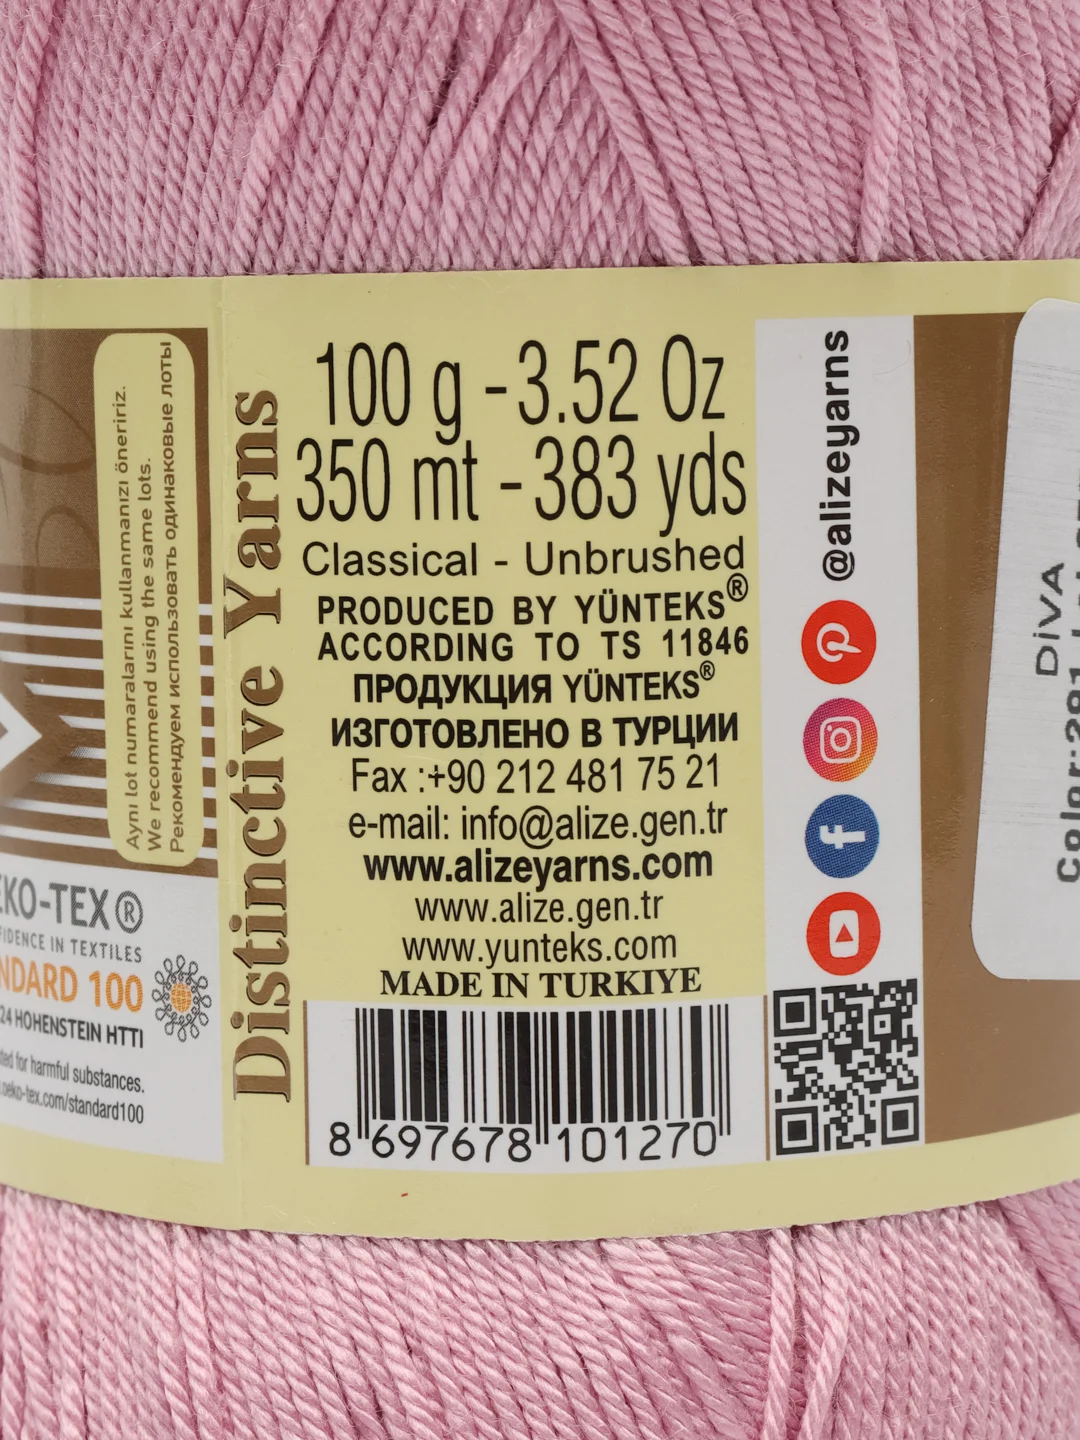 Aynı lot numaralarını kullanmanızı öneririz.
We recommend using the same lots.
Рекомендуем использовать одинаковые лоты
TEX®
IN TEXTILES
100
HOHENSTEIN HTTI
for harmful substances.
oeko-tex.com/standard100
Distinctive Yarns
100 g - 3.52 Oz
350 mt - 383 yds
Classical - Unbrushed
PRODUCED BY YÜNTEKS®
ACCORDING TO TS 11846
ПРОДУКЦИЯ YÜNTEKS®
ИЗГОТОВЛЕНО В ТУРЦИИ
Fax :+90 212 481 75 21
e-mail: info@alize.gen.tr
www.alizeyarns.com
www.alize.gen.tr
www.yunteks.com
MADE IN TURKIYE
8 697678 101270
@alizeyarns
DİVA